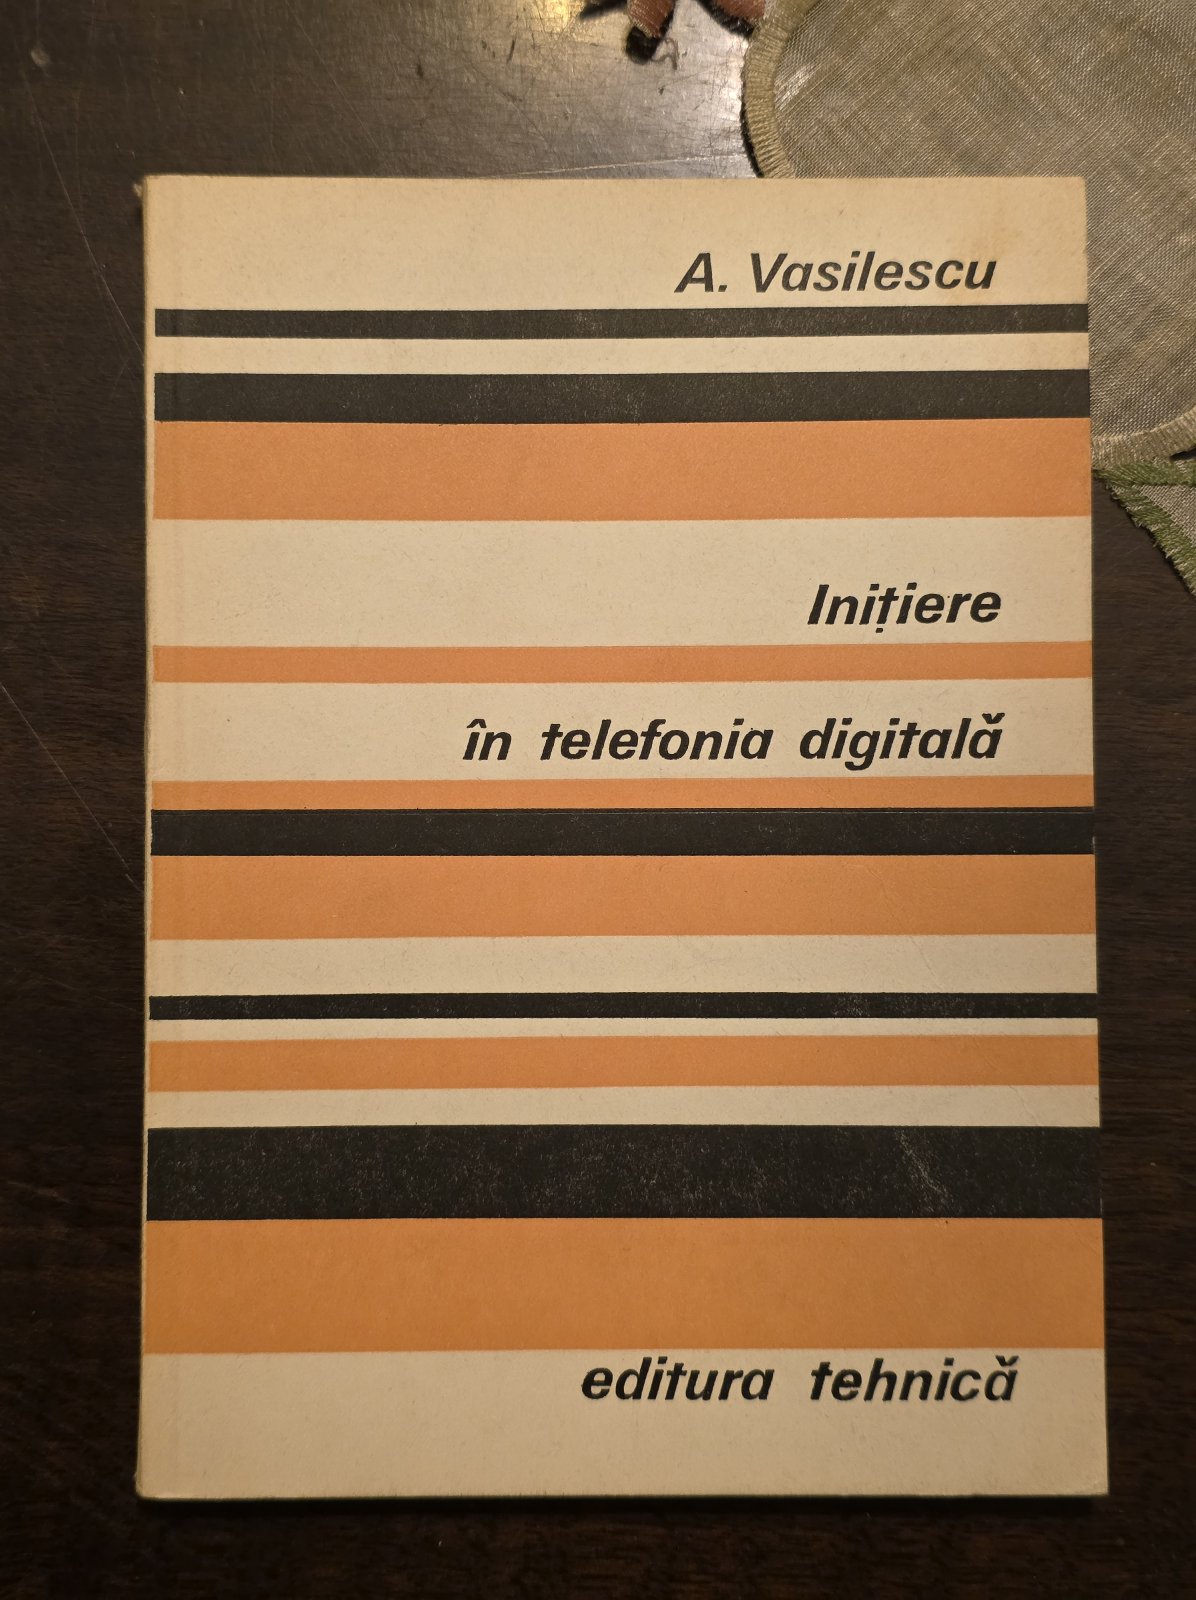 A. Vasilescu
Inițiere
în telefonia digitală
editura tehnică